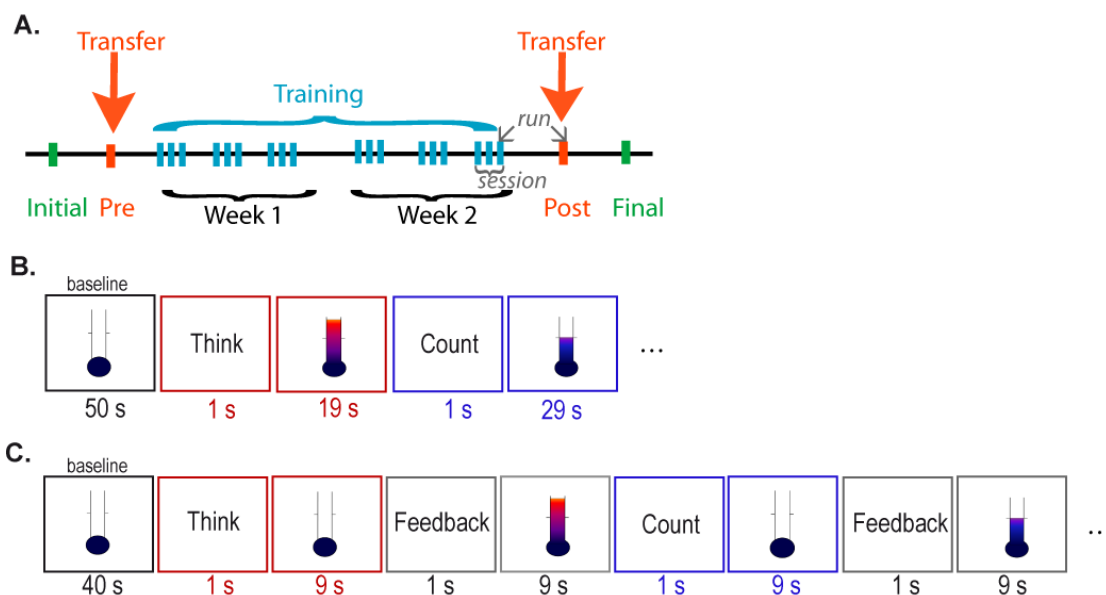 A.
Transfer Transfer
Training
run
session
Initial Pre Week 1 Week 2 Post Final
B.
baseline
Think Count ...
50 s 1 s 19 s 1 s 29 s
C.
baseline
Think Feedback Count Feedback ..
40 s 1 s 9 s 1 s 9 s 1 s 9 s 1 s 9 s